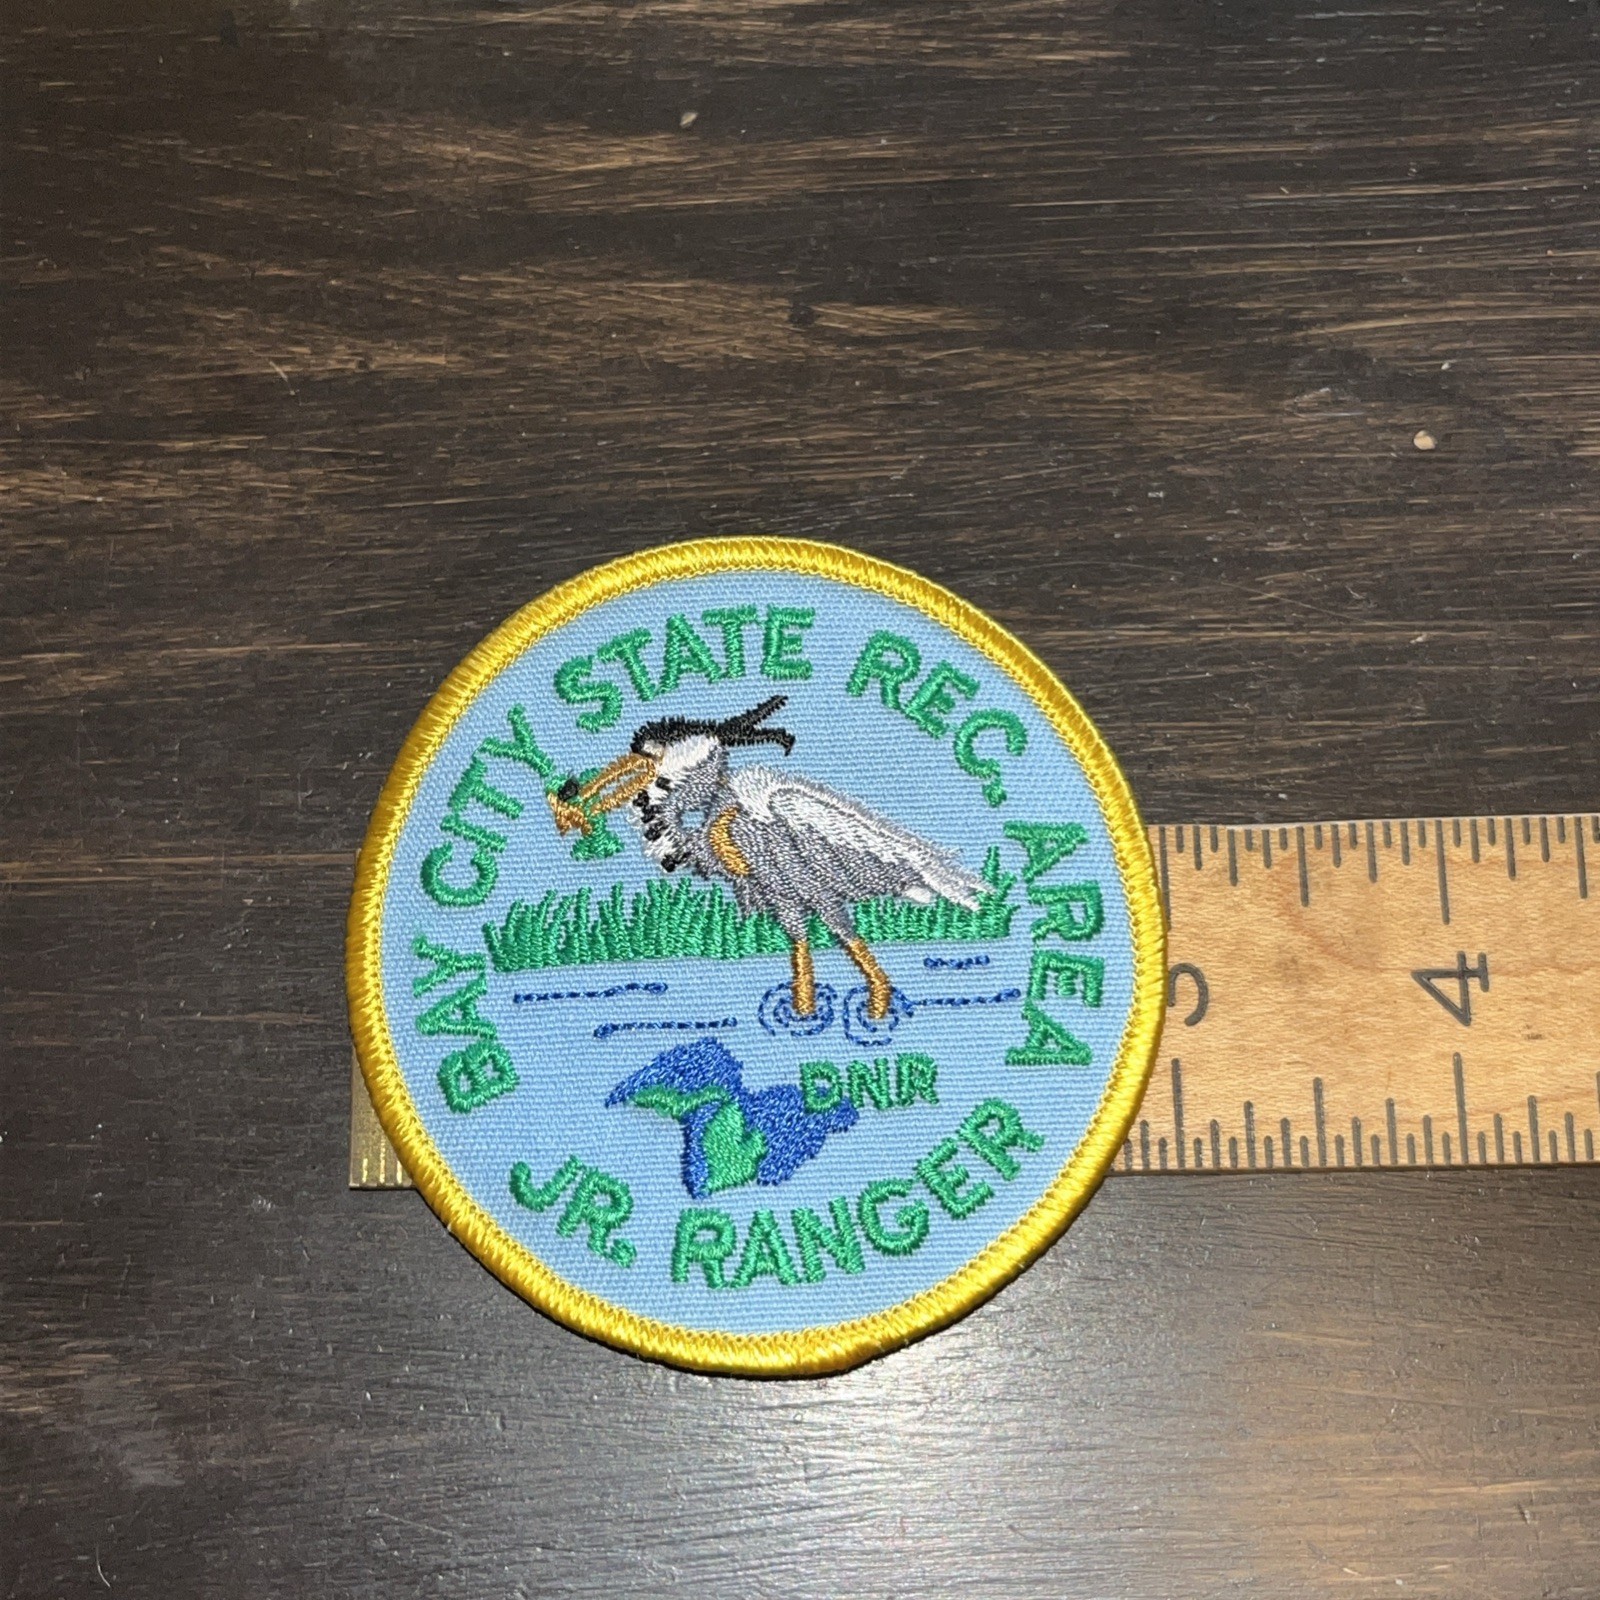 BAY CITY STATE REC. AREA
DNR
JR. RANGER
3
4